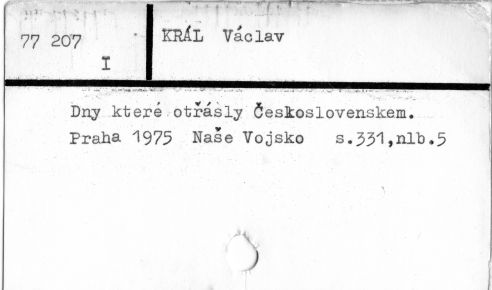 77 207
I
KRÁL Václav
Dny které otřásly Československem.
Praha 1975 Naše Vojsko s.331,nlb.5